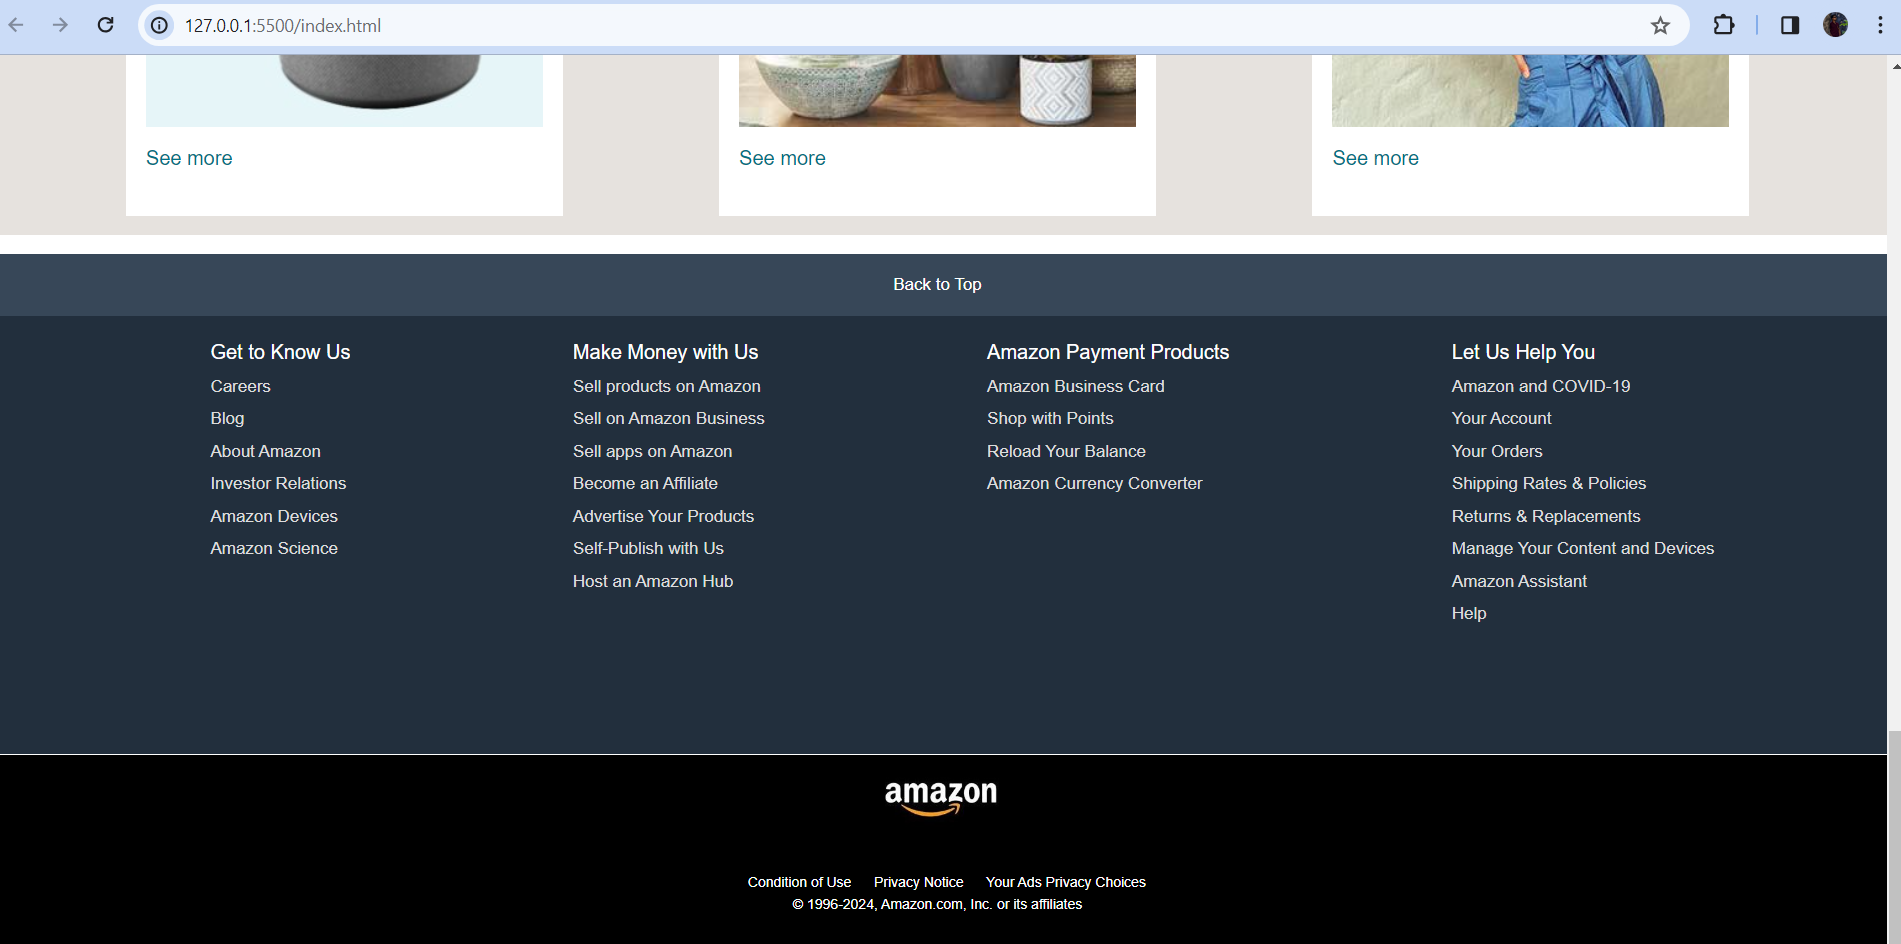 127.0.0.1:5500/index.html
See more
See more
See more
Back to Top
Get to Know Us
Careers
Blog
About Amazon
Investor Relations
Amazon Devices
Amazon Science
Make Money with Us
Sell products on Amazon
Sell on Amazon Business
Sell apps on Amazon
Become an Affiliate
Advertise Your Products
Self-Publish with Us
Host an Amazon Hub
Amazon Payment Products
Amazon Business Card
Shop with Points
Reload Your Balance
Amazon Currency Converter
Let Us Help You
Amazon and COVID-19
Your Account
Your Orders
Shipping Rates & Policies
Returns & Replacements
Manage Your Content and Devices
Amazon Assistant
Help
amazon
Condition of Use Privacy Notice Your Ads Privacy Choices
© 1996-2024, Amazon.com, Inc. or its affiliates